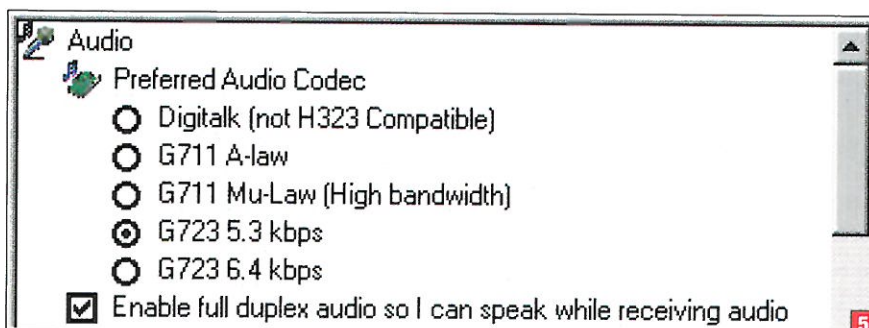 Audio
Preferred Audio Codec
Digitalk (not H323 Compatible)
G711 A-law
G711 Mu-Law (High bandwidth)
G723 5.3 kbps
G723 6.4 kbps
Enable full duplex audio so I can speak while receiving audio
5